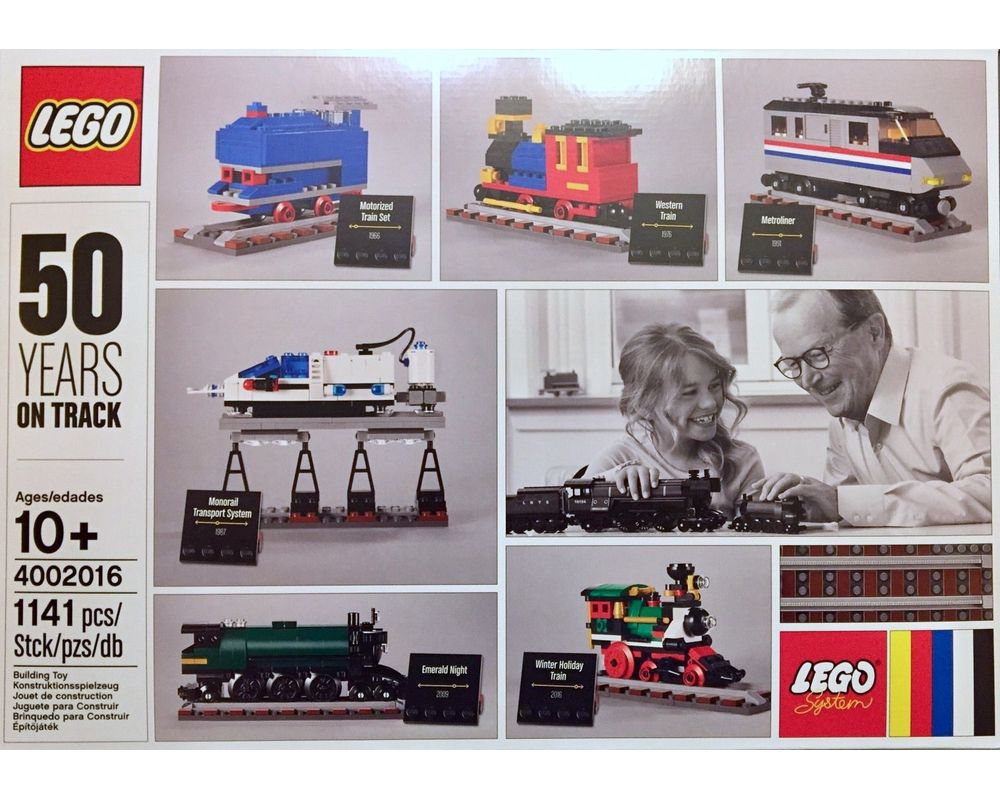 LEGO
50
YEARS
ON TRACK
Ages/edades
10+
4002016
1141 pcs/
Stck/pzs/db
Building Toy
Konstruktionsspielzeug
Jouet de construction
Juguete para Construir
Brinquedo para Construir
Építőjáték
Motorized
Train Set
1966
Western
Train
1976
Metroliner
1991
Monorail
Transport System
1987
Emerald Night
2009
Winter Holiday
Train
2016
LEGO®
System